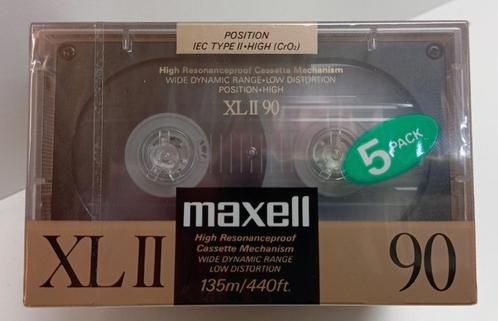 POSITION
IEC TYPE II•HIGH (CrO₂)
High Resonanceproof Cassette Mechanism
WIDE DYNAMIC RANGE•LOW DISTORTION
POSITION•HIGH
XL II 90
5 PACK
maxell
High Resonanceproof
Cassette Mechanism
WIDE DYNAMIC RANGE
LOW DISTORTION
135m/440ft.
XL II
90